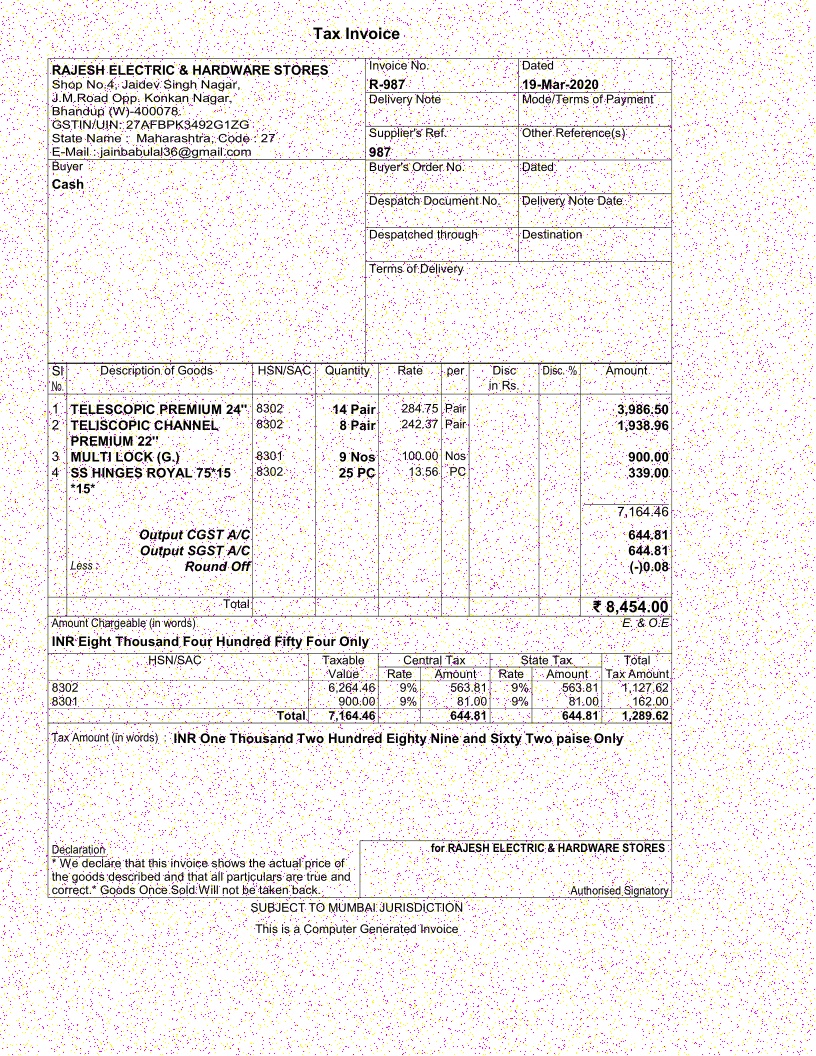 Tax Invoice
RAJESH ELECTRIC & HARDWARE STORES
Shop No.4, Jaidev Singh Nagar,
J.M.Road Opp. Konkan Nagar,
Bhandup (W)-400078.
GSTIN/UIN: 27AFBPK3492G1ZG
State Name : Maharashtra, Code : 27
E-Mail : jainbabulal36@gmail.com
Invoice No. Dated
R-987 19-Mar-2020
Delivery Note Mode/Terms of Payment
Supplier's Ref. Other Reference(s)
987
Buyer
Cash
Buyer's Order No. Dated
Despatch Document No. Delivery Note Date
Despatched through Destination
Terms of Delivery
Sl Description of Goods HSN/SAC Quantity Rate per Disc Disc. % Amount
No. in Rs.
1 TELESCOPIC PREMIUM 24" 8302 14 Pair 284.75 Pair 3,986.50
2 TELISCOPIC CHANNEL 8302 8 Pair 242.37 Pair 1,938.96
PREMIUM 22"
3 MULTI LOCK (G.) 8301 9 Nos 100.00 Nos 900.00
4 SS HINGES ROYAL 75*15 8302 25 PC 13.56 PC 339.00
*15*
7,164.46
Output CGST A/C 644.81
Output SGST A/C 644.81
Less : Round Off (-)0.08
Total ₹ 8,454.00
Amount Chargeable (in words) E. & O.E
INR Eight Thousand Four Hundred Fifty Four Only
HSN/SAC Taxable Central Tax State Tax Total
Value Rate Amount Rate Amount Tax Amount
8302 6,264.46 9% 563.81 9% 563.81 1,127.62
8301 900.00 9% 81.00 9% 81.00 162.00
Total 7,164.46 644.81 644.81 1,289.62
Tax Amount (in words) : INR One Thousand Two Hundred Eighty Nine and Sixty Two paise Only
Declaration
* We declare that this invoice shows the actual price of
the goods described and that all particulars are true and
correct.* Goods Once Sold Will not be taken back.
for RAJESH ELECTRIC & HARDWARE STORES
Authorised Signatory
SUBJECT TO MUMBAI JURISDICTION
This is a Computer Generated Invoice